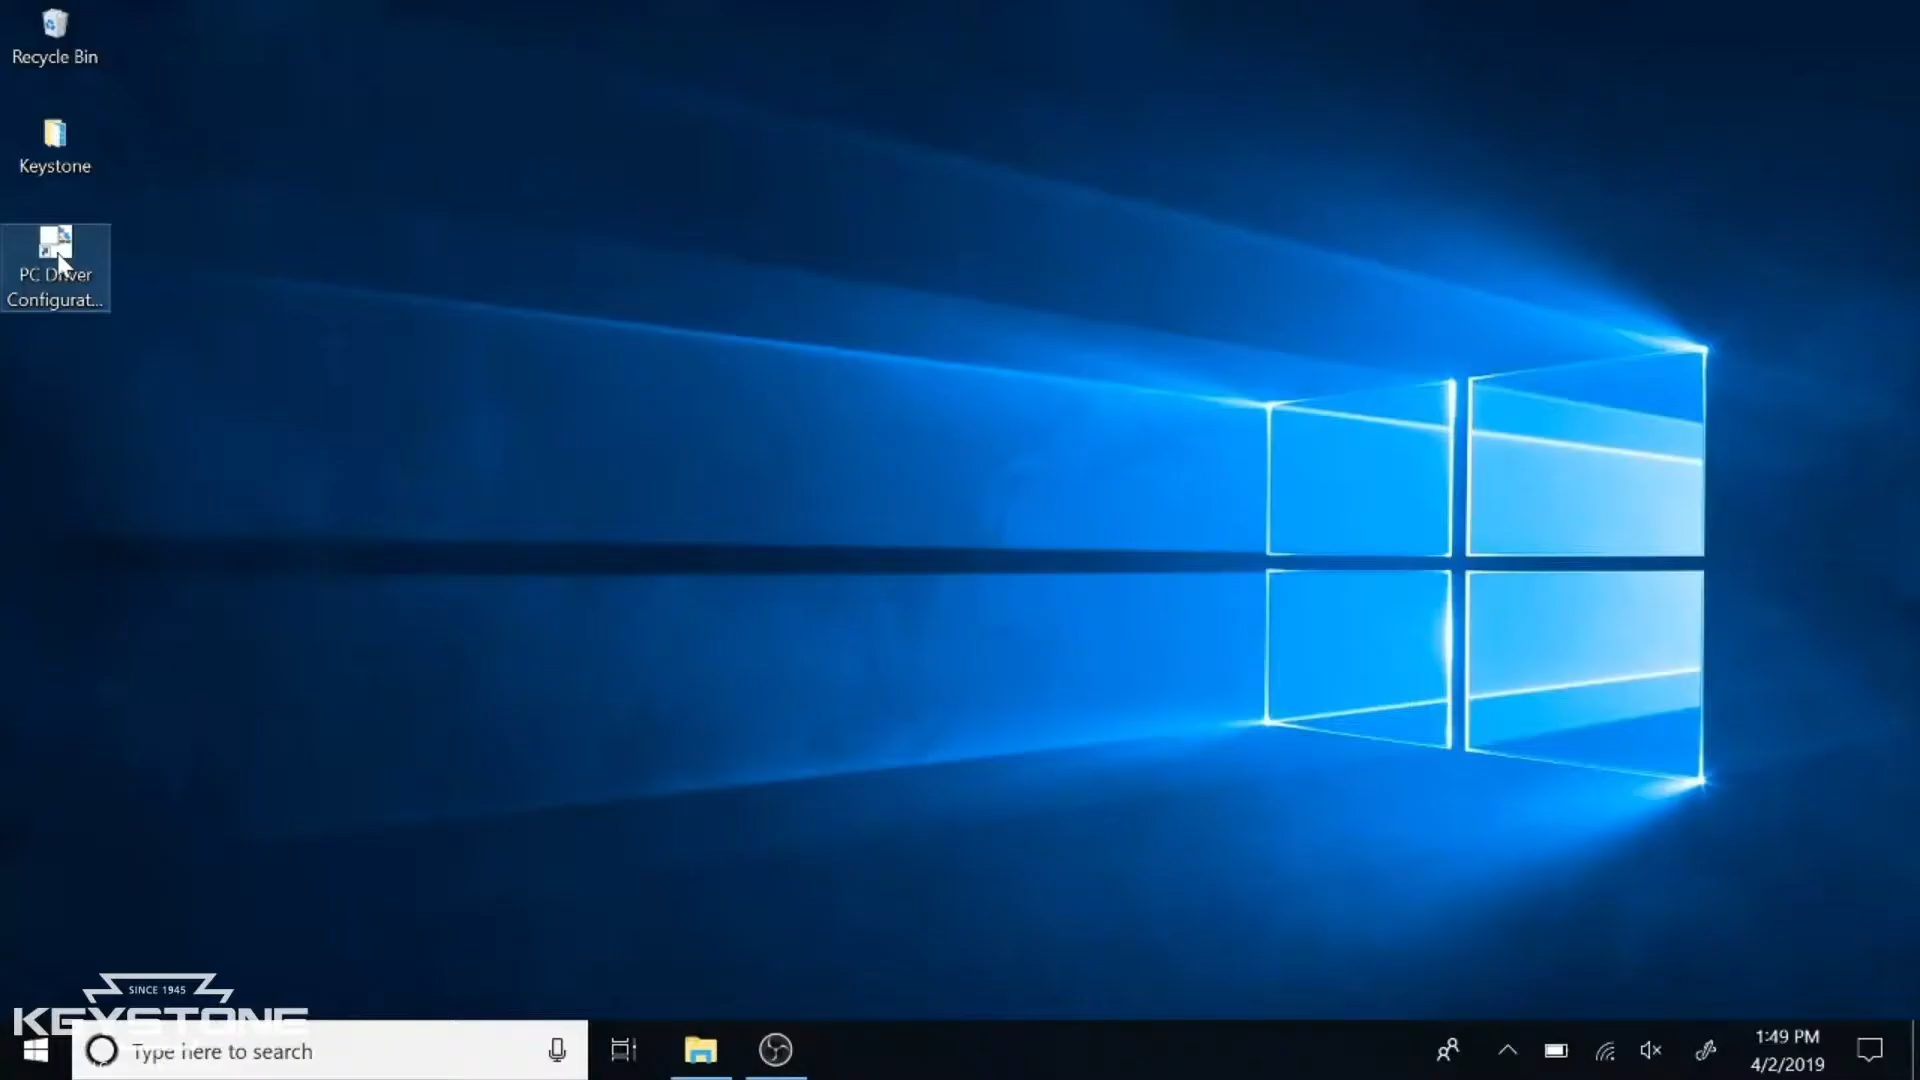 Recycle Bin
Keystone
PC Driver
Configurat...
SINCE 1945
KEYSTONE
Type here to search
1:49 PM
4/2/2019